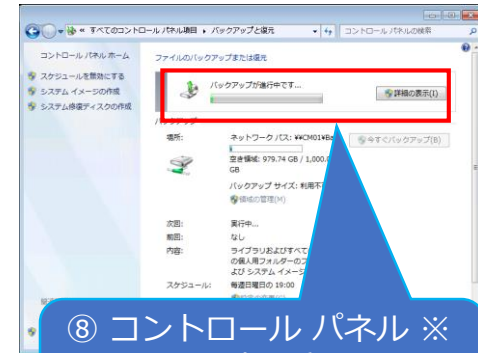 « すべてのコントロール パネル項目 ▸ バックアップと復元
コントロール パネルの検索
コントロール パネル ホーム
スケジュールを無効にする
システム イメージの作成
システム修復ディスクの作成
ファイルのバックアップまたは復元
バックアップが進行中です...
詳細の表示(I)
バックアップ
場所:
ネットワーク パス: ¥¥CM01¥Ba
今すぐバックアップ(B)
空き領域: 979.74 GB / 1,000.
GB
バックアップ サイズ: 利用不
領域の管理(M)
次回:
実行中...
範囲:
なし
内容:
ライブラリおよびすべて
の個人用フォルダーのフ
よび システム イメージ
スケジュール:
毎週日曜日の 19:00
⑧ コントロール パネル ※